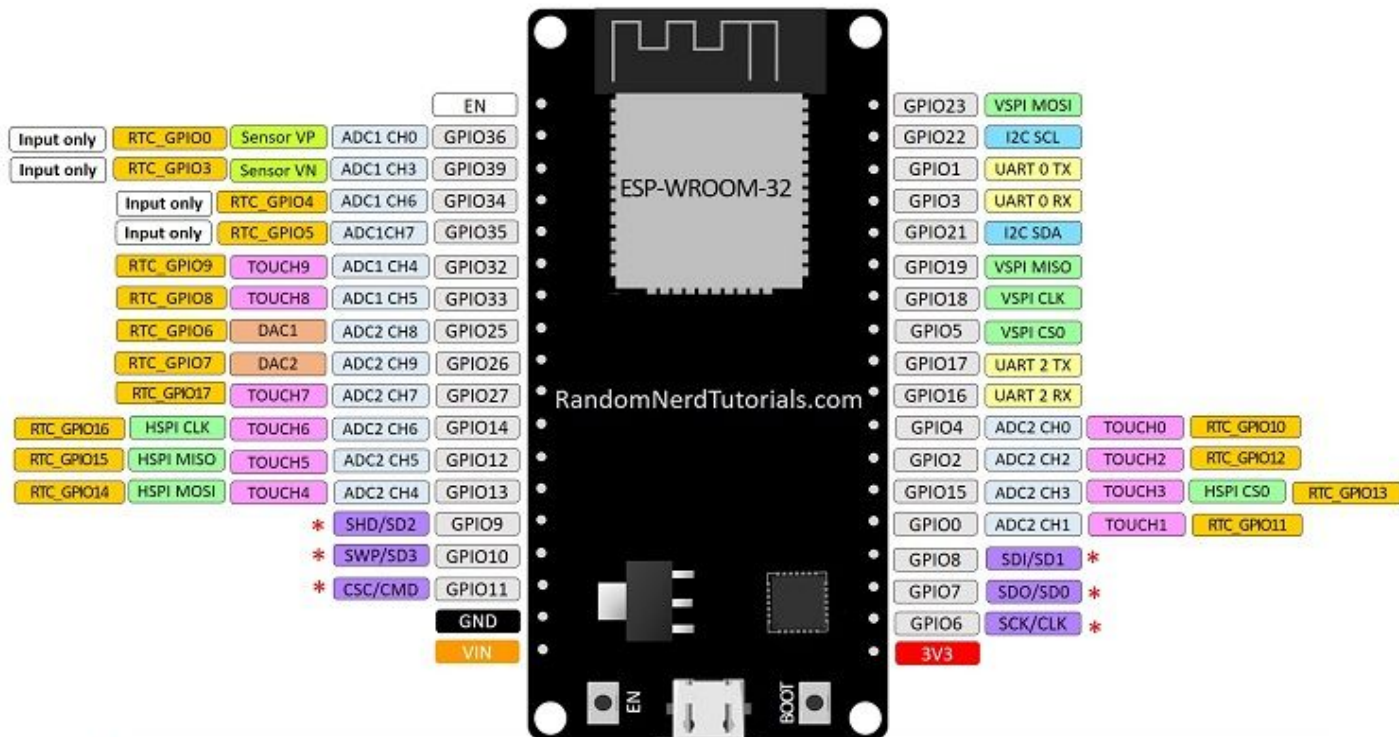 EN
GPIO23 VSPI MOSI
Input only RTC_GPIO0 Sensor VP ADC1 CH0 GPIO36
GPIO22 I2C SCL
Input only RTC_GPIO3 Sensor VN ADC1 CH3 GPIO39
GPIO1 UART 0 TX
Input only RTC_GPIO4 ADC1 CH6 GPIO34
GPIO3 UART 0 RX
Input only RTC_GPIO5 ADC1CH7 GPIO35
GPIO21 I2C SDA
RTC_GPIO9 TOUCH9 ADC1 CH4 GPIO32
GPIO19 VSPI MISO
RTC_GPIO8 TOUCH8 ADC1 CH5 GPIO33
GPIO18 VSPI CLK
RTC_GPIO6 DAC1 ADC2 CH8 GPIO25
GPIO5 VSPI CS0
RTC_GPIO7 DAC2 ADC2 CH9 GPIO26
GPIO17 UART 2 TX
RTC_GPIO17 TOUCH7 ADC2 CH7 GPIO27
GPIO16 UART 2 RX
RTC_GPIO16 HSPI CLK TOUCH6 ADC2 CH6 GPIO14
GPIO4 ADC2 CH0 TOUCH0 RTC_GPIO10
RTC_GPIO15 HSPI MISO TOUCH5 ADC2 CH5 GPIO12
GPIO2 ADC2 CH2 TOUCH2 RTC_GPIO12
RTC_GPIO14 HSPI MOSI TOUCH4 ADC2 CH4 GPIO13
GPIO15 ADC2 CH3 TOUCH3 HSPI CS0 RTC_GPIO13
* SHD/SD2 GPIO9
GPIO0 ADC2 CH1 TOUCH1 RTC_GPIO11
* SWP/SD3 GPIO10
GPIO8 SDI/SD1 *
* CSC/CMD GPIO11
GPIO7 SDO/SD0 *
GND
GPIO6 SCK/CLK *
VIN
3V3
ESP-WROOM-32
RandomNerdTutorials.com
EN
BOOT